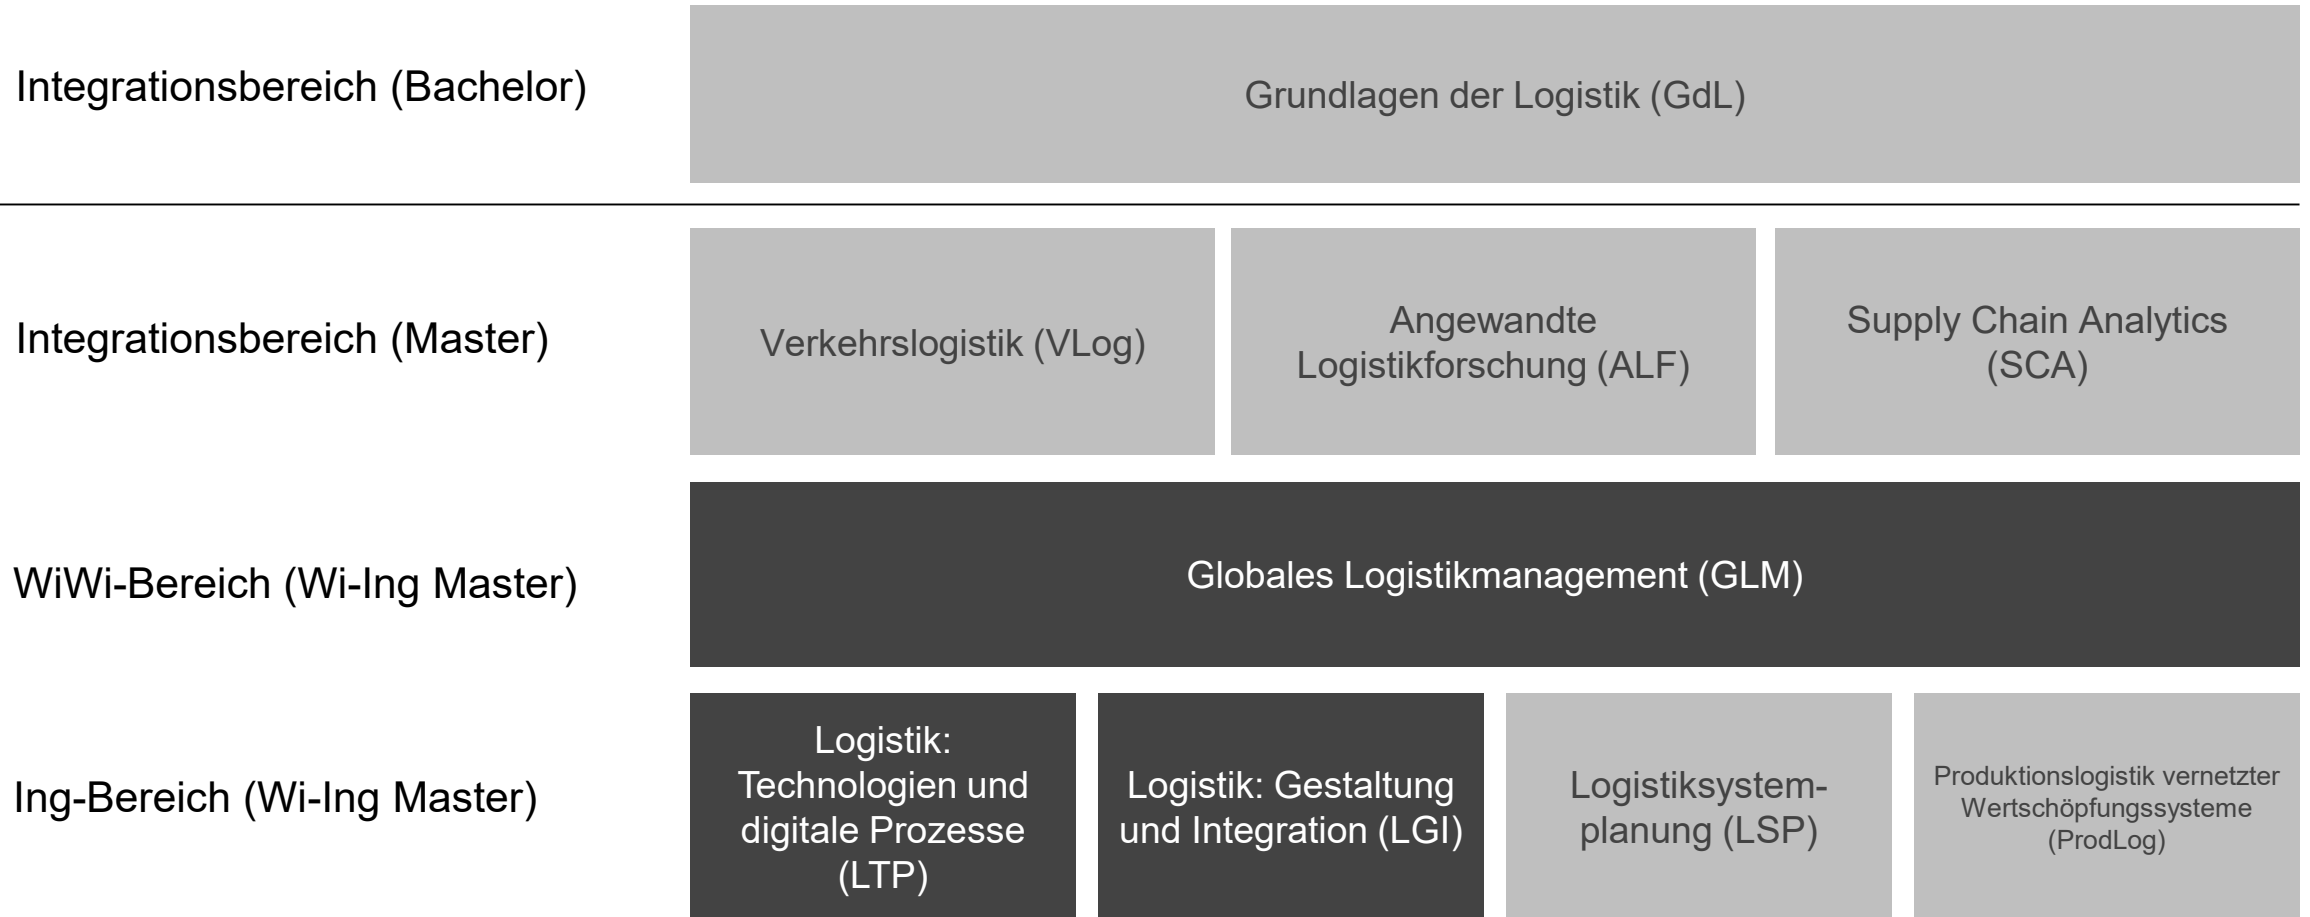 Integrationsbereich (Bachelor)
Grundlagen der Logistik (GdL)
Integrationsbereich (Master)
Verkehrslogistik (VLog)
Angewandte
Logistikforschung (ALF)
Supply Chain Analytics
(SCA)
WiWi-Bereich (Wi-Ing Master)
Globales Logistikmanagement (GLM)
Ing-Bereich (Wi-Ing Master)
Logistik:
Technologien und
digitale Prozesse
(LTP)
Logistik: Gestaltung
und Integration (LGI)
Logistiksystem-
planung (LSP)
Produktionslogistik vernetzter
Wertschöpfungssysteme
(ProdLog)